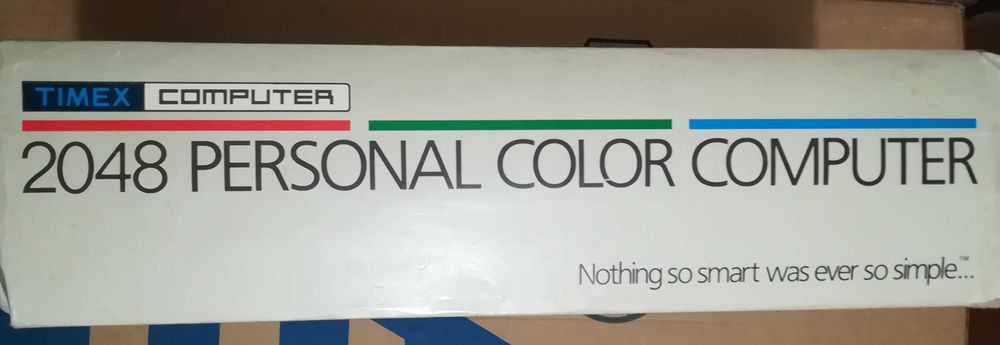 TIMEX COMPUTER
2048 PERSONAL COLOR COMPUTER
Nothing so smart was ever so simple...™